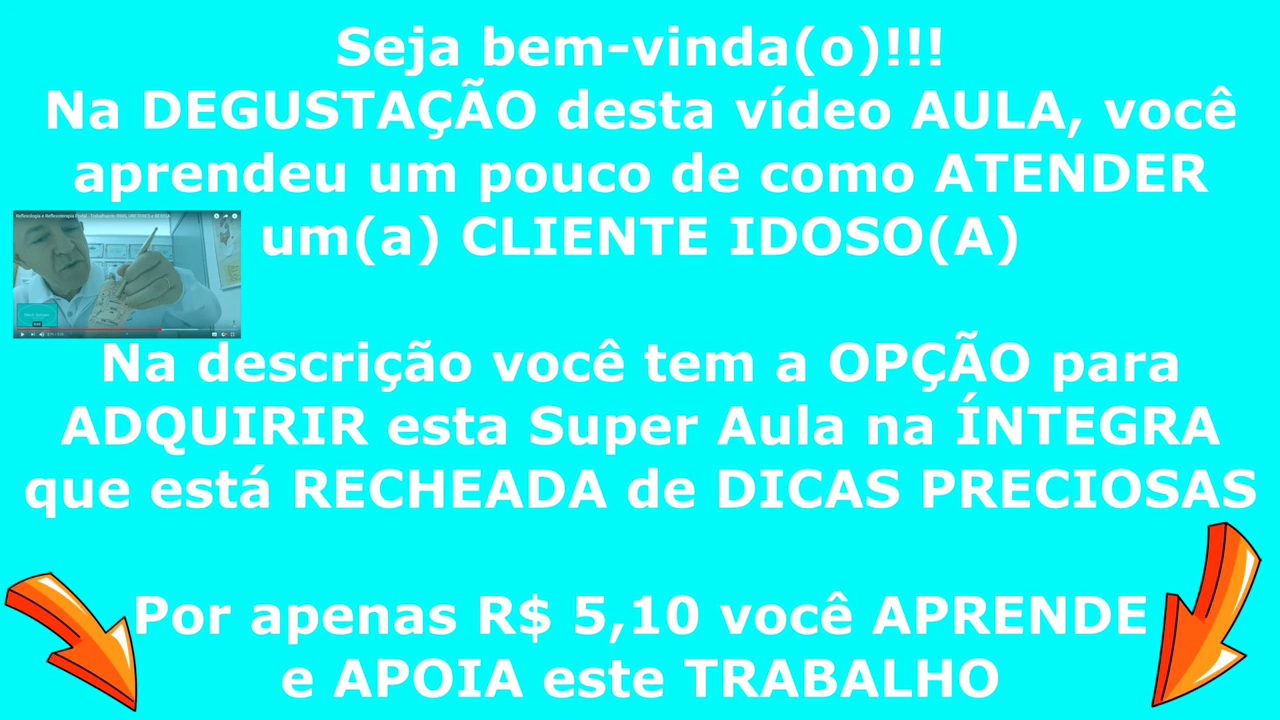 Seja bem-vinda(o)!!!
Na DEGUSTAÇÃO desta vídeo AULA, você
aprendeu um pouco de como ATENDER
um(a) CLIENTE IDOSO(A)
Na descrição você tem a OPÇÃO para
ADQUIRIR esta Super Aula na ÍNTEGRA
que está RECHEADA de DICAS PRECIOSAS
Por apenas R$ 5,10 você APRENDE
e APOIA este TRABALHO